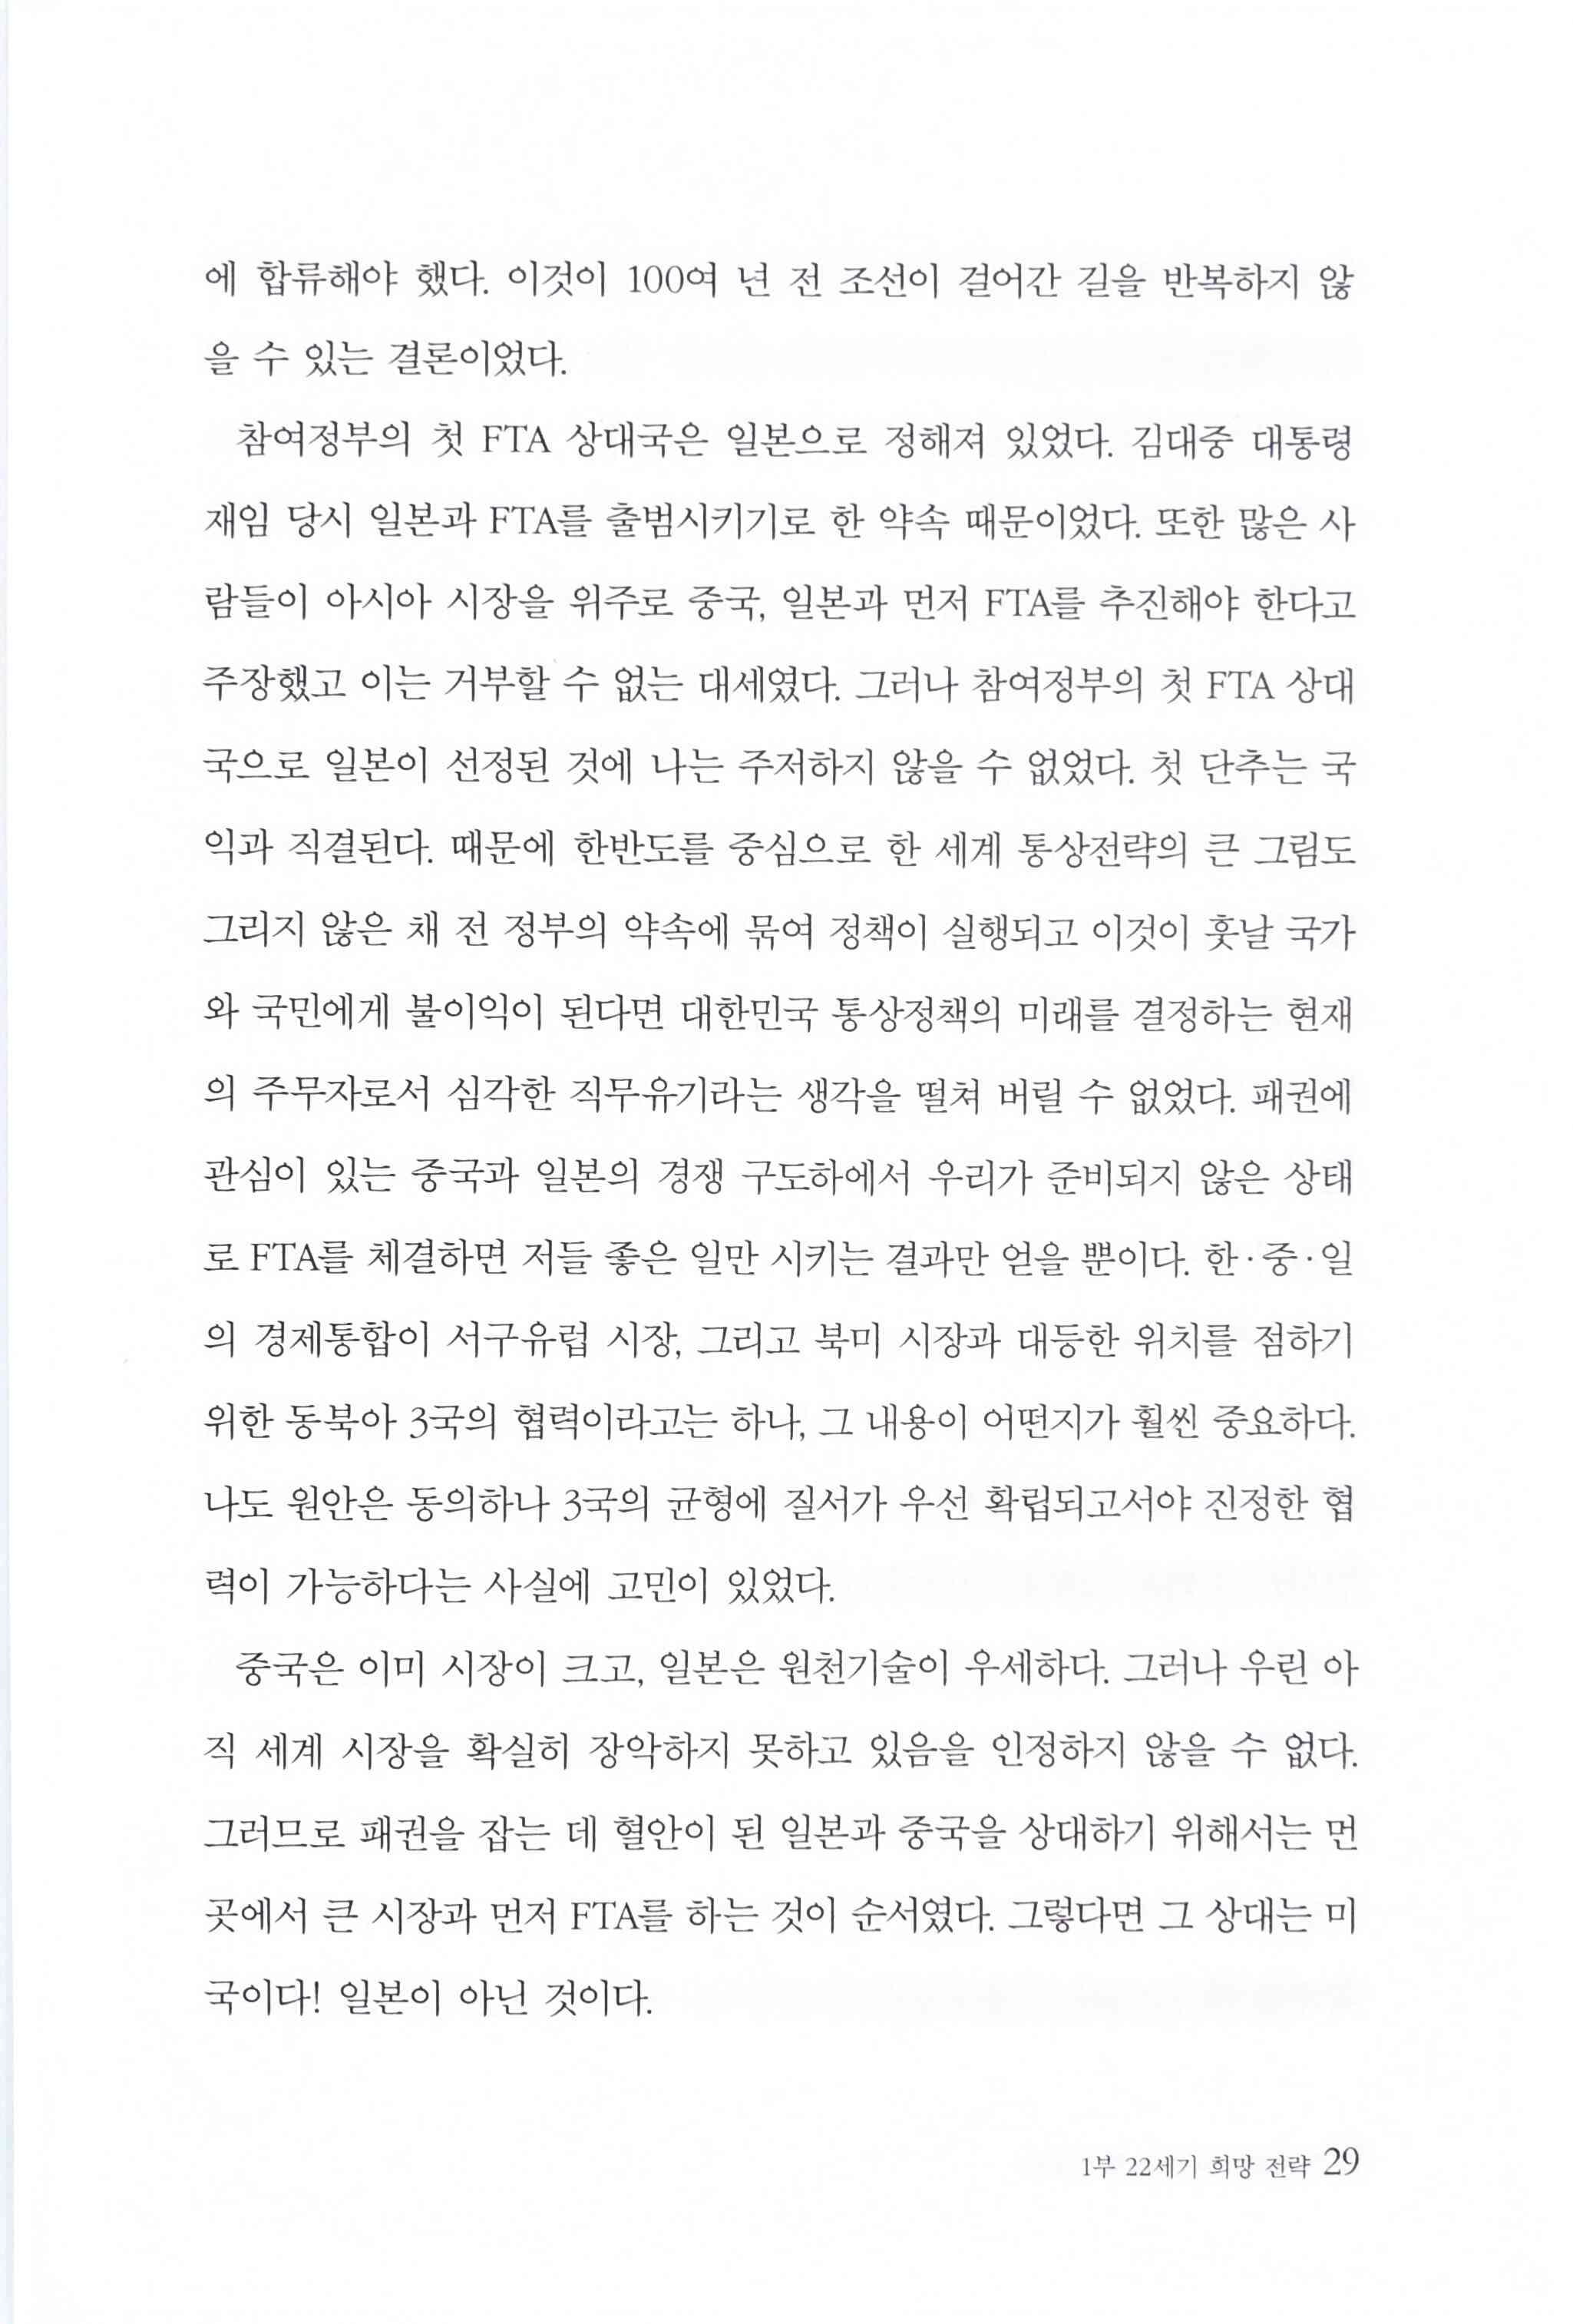 에 합류해야 했다. 이것이 100여 년 전 조선이 걸어간 길을 반복하지 않
을 수 있는 결론이었다.
참여정부의 첫 FTA 상대국은 일본으로 정해져 있었다. 김대중 대통령
재임 당시 일본과 FTA를 출범시키기로 한 약속 때문이었다. 또한 많은 사
람들이 아시아 시장을 위주로 중국, 일본과 먼저 FTA를 추진해야 한다고
주장했고 이는 거부할 수 없는 대세였다. 그러나 참여정부의 첫 FTA 상대
국으로 일본이 선정된 것에 나는 주저하지 않을 수 없었다. 첫 단추는 국
익과 직결된다. 때문에 한반도를 중심으로 한 세계 통상전략의 큰 그림도
그리지 않은 채 전 정부의 약속에 묶여 정책이 실행되고 이것이 훗날 국가
와 국민에게 불이익이 된다면 대한민국 통상정책의 미래를 결정하는 현재
의 주무자로서 심각한 직무유기라는 생각을 떨쳐 버릴 수 없었다. 패권에
관심이 있는 중국과 일본의 경쟁 구도하에서 우리가 준비되지 않은 상태
로 FTA를 체결하면 저들 좋은 일만 시키는 결과만 얻을 뿐이다. 한·중·일
의 경제통합이 서구유럽 시장, 그리고 북미 시장과 대등한 위치를 점하기
위한 동북아 3국의 협력이라고는 하나, 그 내용이 어떤지가 훨씬 중요하다.
나도 원안은 동의하나 3국의 균형에 질서가 우선 확립되고서야 진정한 협
력이 가능하다는 사실에 고민이 있었다.
중국은 이미 시장이 크고, 일본은 원천기술이 우세하다. 그러나 우린 아
직 세계 시장을 확실히 장악하지 못하고 있음을 인정하지 않을 수 없다.
그러므로 패권을 잡는 데 혈안이 된 일본과 중국을 상대하기 위해서는 먼
곳에서 큰 시장과 먼저 FTA를 하는 것이 순서였다. 그렇다면 그 상대는 미
국이다! 일본이 아닌 것이다.
1부 22세기 희망 전략 29